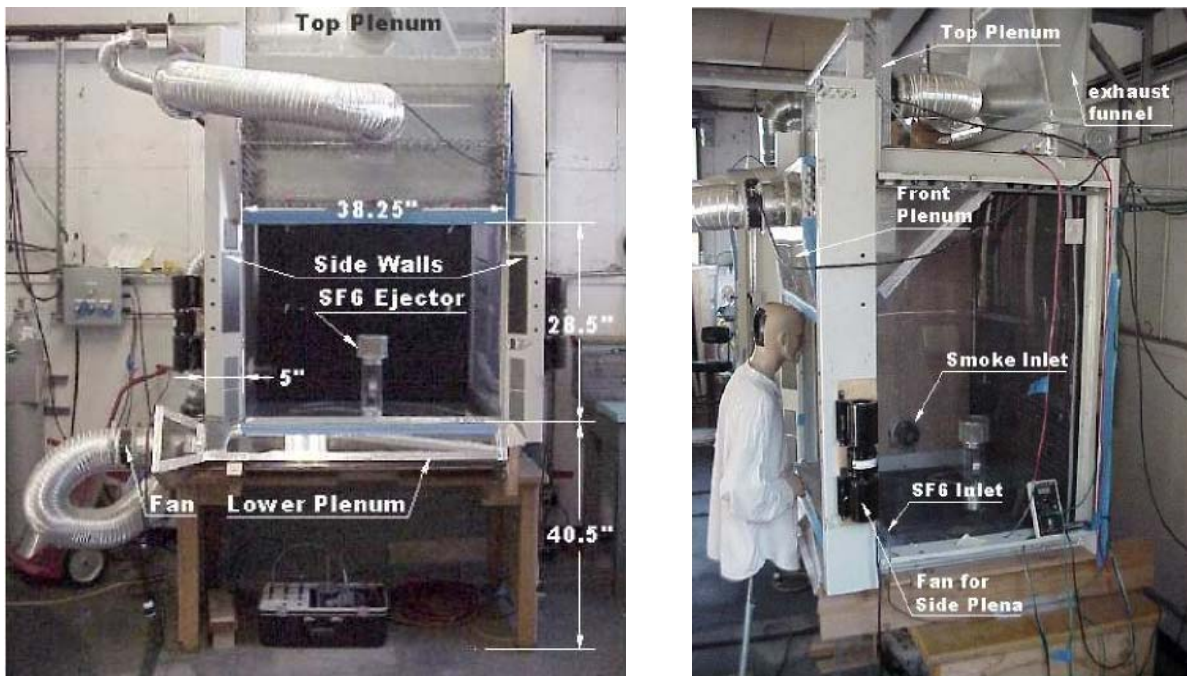 Top Plenum
38.25"
Side Walls
SF6 Ejector
28.5"
5"
Fan
Lower Plenum
40.5"
Top Plenum
exhaust
funnel
Front
Plenum
Smoke Inlet
SF6 Inlet
Fan for
Side Plena